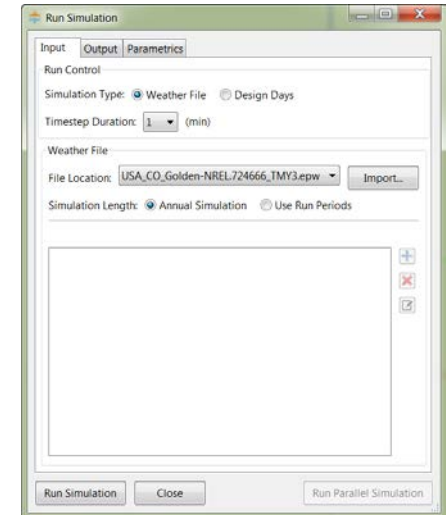 Run Simulation
Input Output Parametrics
Run Control
Simulation Type: Weather File Design Days
Timestep Duration: 1 (min)
Weather File
File Location: USA_CO_Golden-NREL.724666_TMY3.epw Import...
Simulation Length: Annual Simulation Use Run Periods
Run Simulation Close Run Parallel Simulation